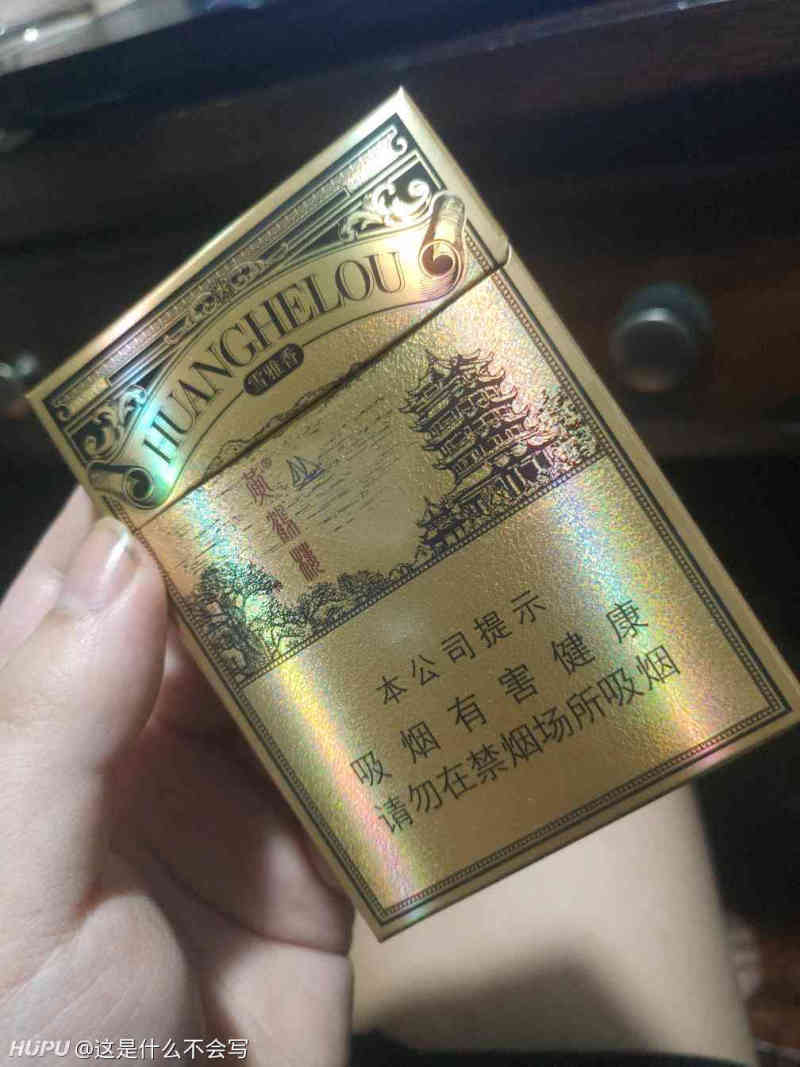 HUANGHELOU
雪雅香
黄鹤楼
本公司提示
吸烟有害健康
请勿在禁烟场所吸烟
HUPU @这是什么不会写